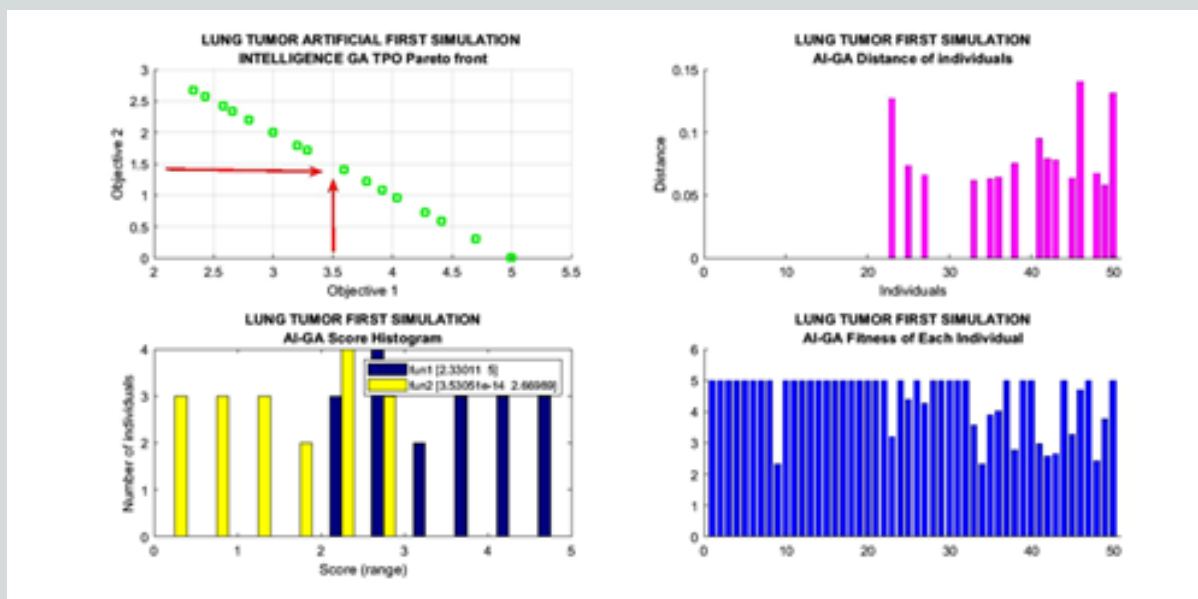 LUNG TUMOR ARTIFICIAL FIRST SIMULATION
INTELLIGENCE GA TPO Pareto front
3
2.5
2
1.5
1
0.5
0
2 2.5 3 3.5 4 4.5 5 5.5
Objective 2
Objective 1
LUNG TUMOR FIRST SIMULATION
AI-GA Distance of individuals
0.15
0.1
0.05
0
0 10 20 30 40 50
Distance
Individuals
LUNG TUMOR FIRST SIMULATION
AI-GA Score Histogram
4
3
2
1
0
0 1 2 3 4 5
Number of individuals
Score (range)
fun1 [2.33011 5]
fun2 [3.53051e-14 2.66989]
LUNG TUMOR FIRST SIMULATION
AI-GA Fitness of Each Individual
6
5
4
3
2
1
0
0 10 20 30 40 50